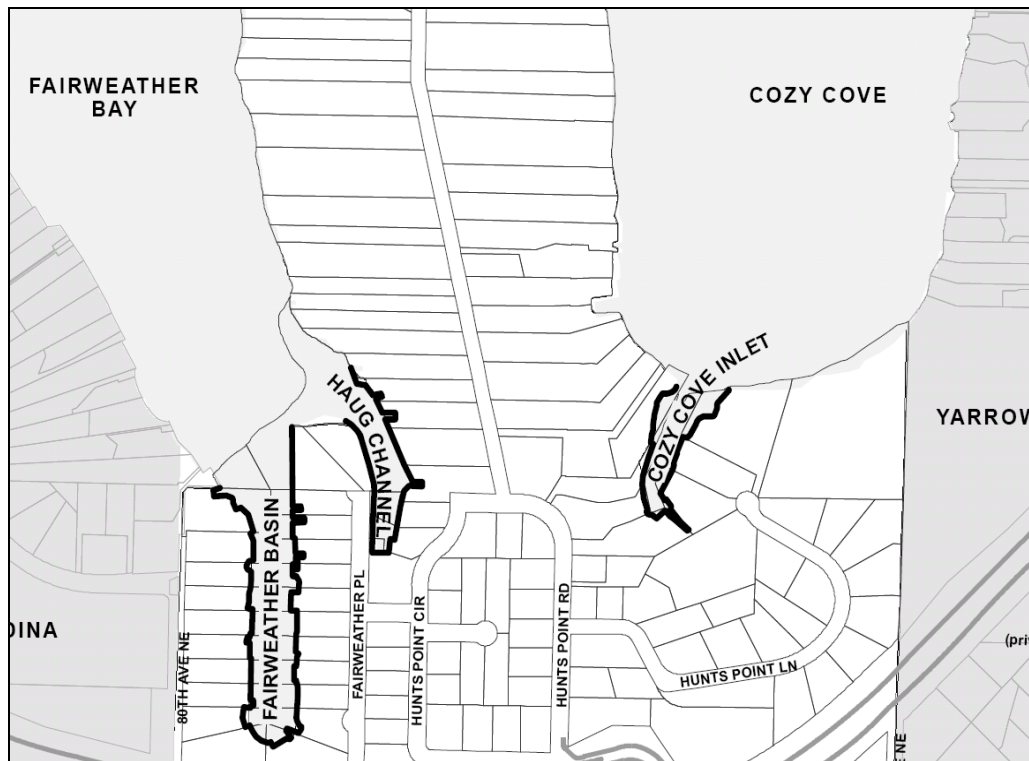 FAIRWEATHER
BAY
COZY COVE
COZY COVE INLET
HAUG CHANNEL
YARROW
FAIRWEATHER BASIN
FAIRWEATHER PL
HUNTS POINT CIR
HUNTS POINT RD
HUNTS POINT LN
80TH AVE NE
DINA
(priv
NE